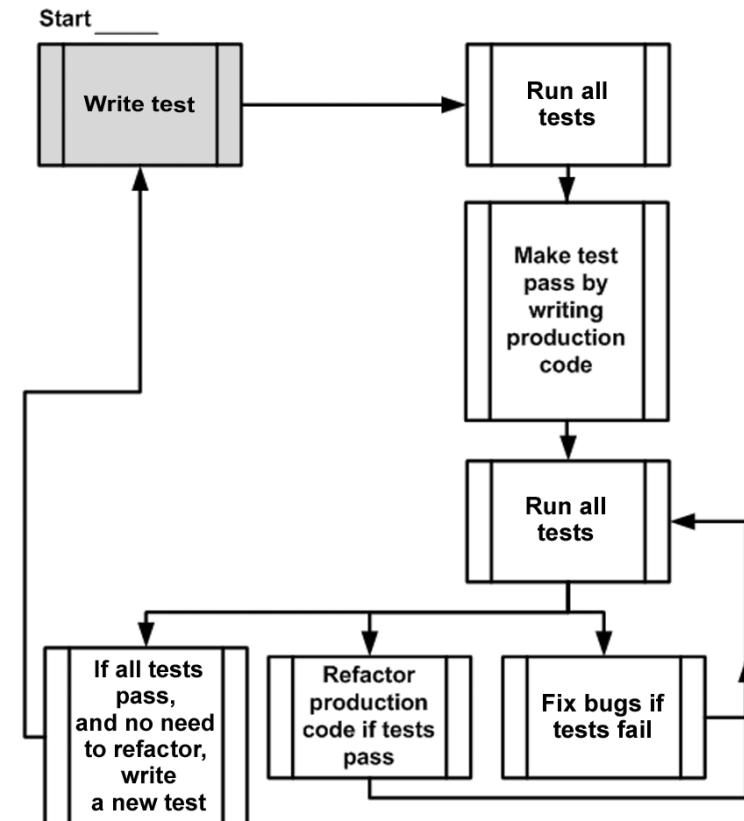 Start _____
Write test
Run all
tests
Make test
pass by
writing
production
code
Run all
tests
If all tests
pass,
and no need
to refactor,
write
a new test
Refactor
production
code if tests
pass
Fix bugs if
tests fail